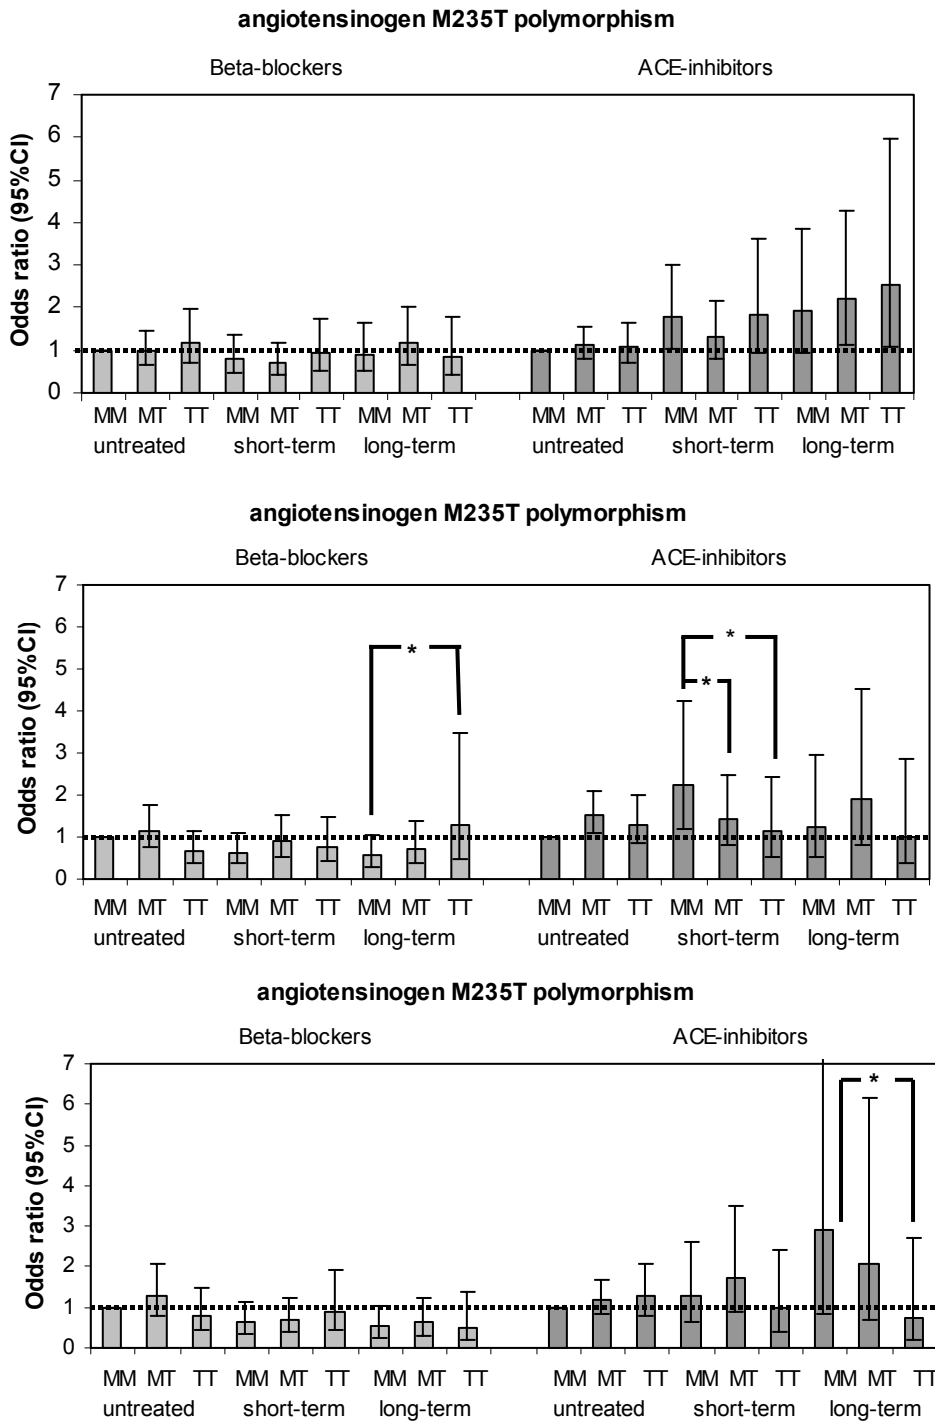 angiotensinogen M235T polymorphism
Beta-blockers ACE-inhibitors
Odds ratio (95%CI)
7
6
5
4
3
2
1
0
MM MT TT MM MT TT MM MT TT MM MT TT MM MT TT MM MT TT
untreated short-term long-term untreated short-term long-term
angiotensinogen M235T polymorphism
Beta-blockers ACE-inhibitors
Odds ratio (95%CI)
7
6
5
4
3
2
1
0
*
*
*
MM MT TT MM MT TT MM MT TT MM MT TT MM MT TT MM MT TT
untreated short-term long-term untreated short-term long-term
angiotensinogen M235T polymorphism
Beta-blockers ACE-inhibitors
Odds ratio (95%CI)
7
6
5
4
3
2
1
0
*
MM MT TT MM MT TT MM MT TT MM MT TT MM MT TT MM MT TT
untreated short-term long-term untreated short-term long-term